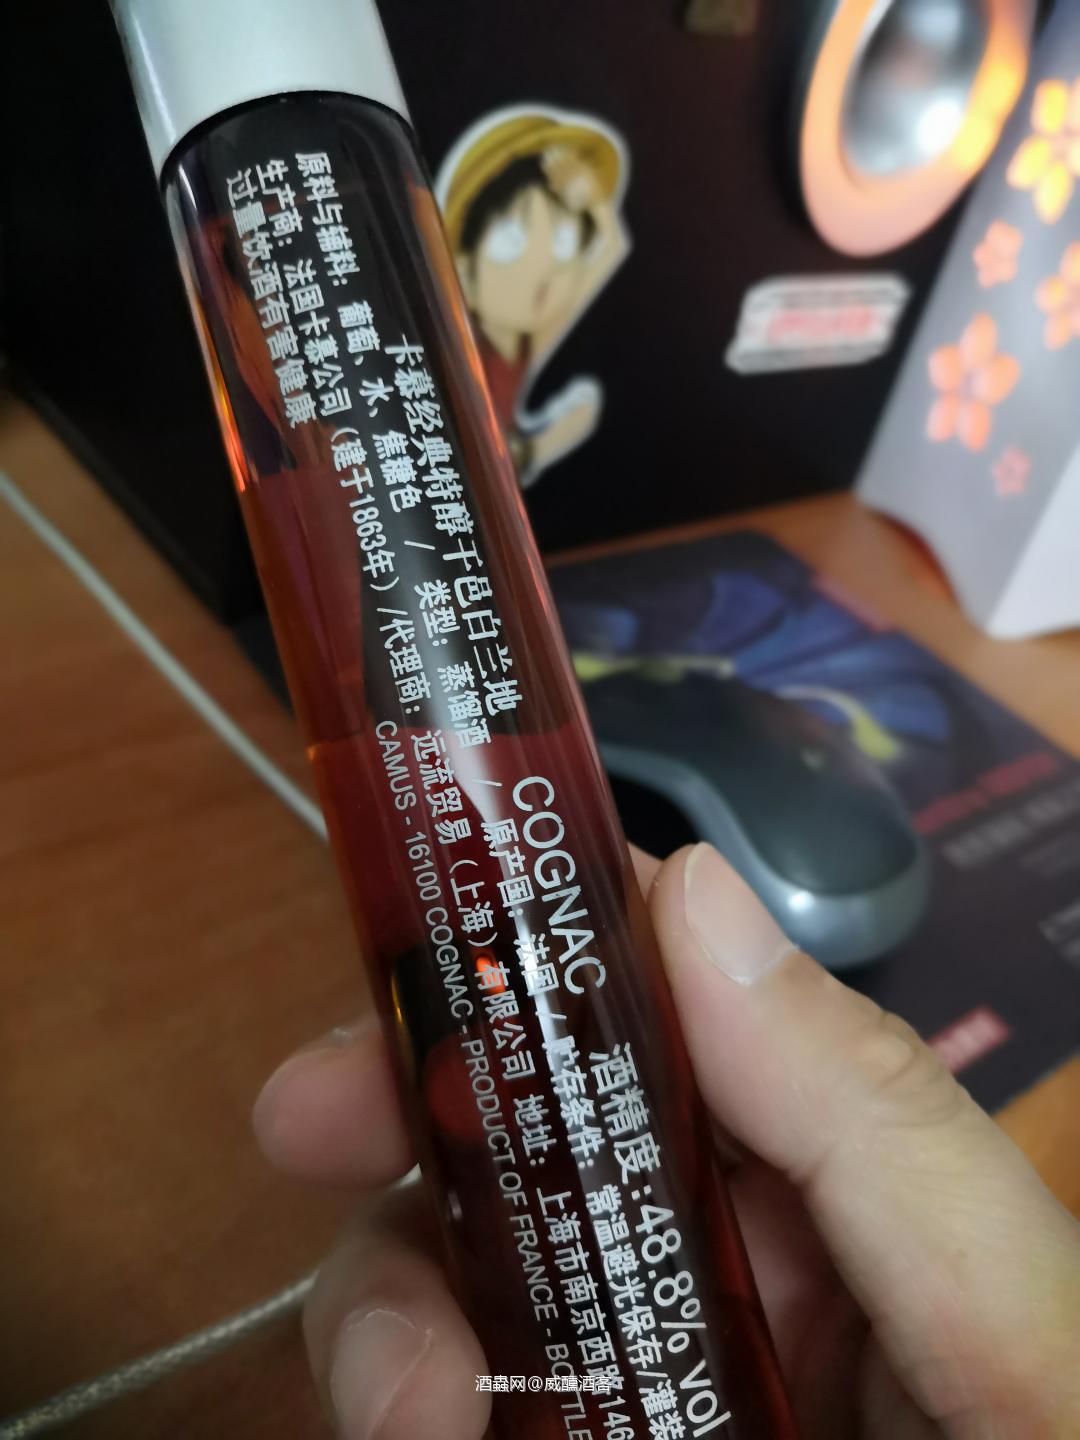 卡慕经典特醇干邑白兰地 COGNAC 酒精度:48.8% vol
原料与辅料：葡萄、水、焦糖色 / 类型：蒸馏酒 / 原产国：法国 / 贮存条件：常温避光保存/灌装
生产商：法国卡慕公司（建于1863年）/代理商：远流贸易（上海）有限公司 地址：上海市南京西路146
过量饮酒有害健康 CAMUS - 16100 COGNAC - PRODUCT OF FRANCE - BOTTLE
酒蟲网@威醺酒客